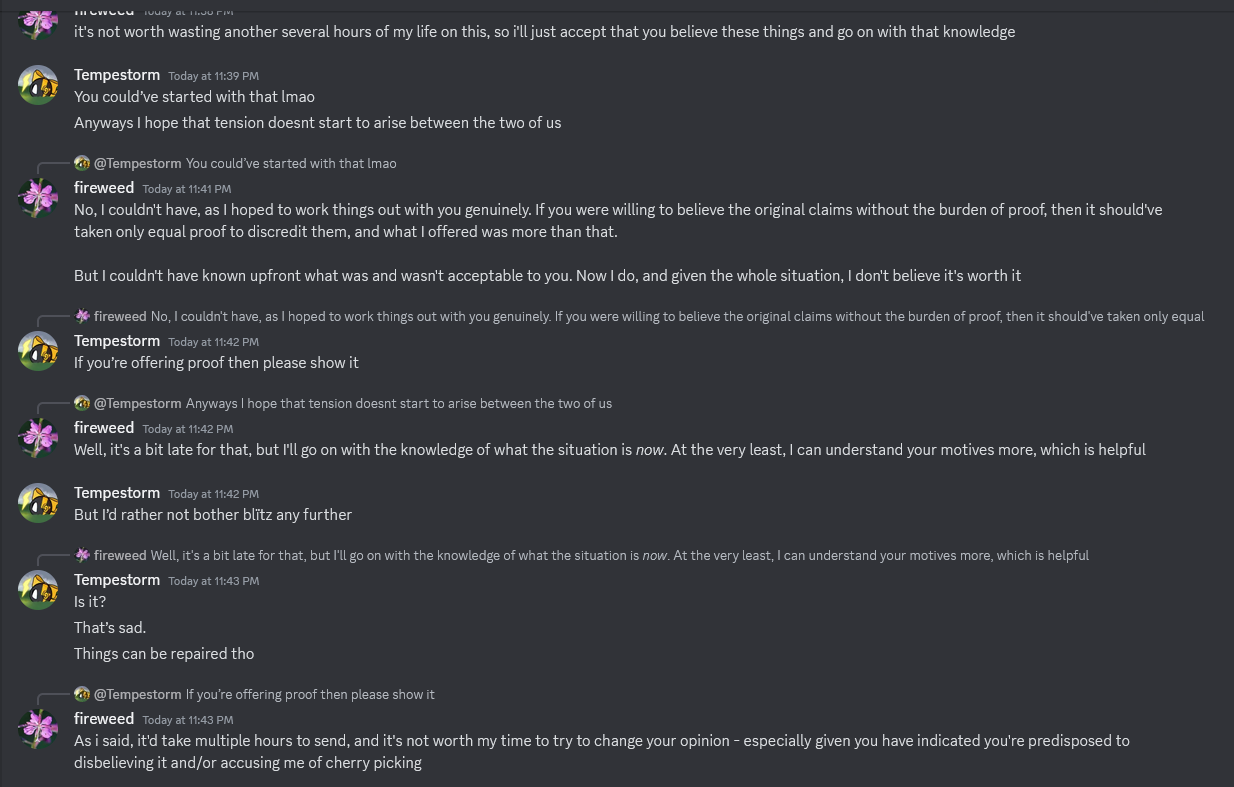 fireweed Today at 11:38 PM
it's not worth wasting another several hours of my life on this, so i'll just accept that you believe these things and go on with that knowledge
Tempestorm Today at 11:39 PM
You could’ve started with that lmao
Anyways I hope that tension doesnt start to arise between the two of us
@Tempestorm You could’ve started with that lmao
fireweed Today at 11:41 PM
No, I couldn't have, as I hoped to work things out with you genuinely. If you were willing to believe the original claims without the burden of proof, then it should've
taken only equal proof to discredit them, and what I offered was more than that.
But I couldn't have known upfront what was and wasn't acceptable to you. Now I do, and given the whole situation, I don't believe it's worth it
fireweed No, I couldn't have, as I hoped to work things out with you genuinely. If you were willing to believe the original claims without the burden of proof, then it should've taken only equal
Tempestorm Today at 11:42 PM
If you’re offering proof then please show it
@Tempestorm Anyways I hope that tension doesnt start to arise between the two of us
fireweed Today at 11:42 PM
Well, it's a bit late for that, but I'll go on with the knowledge of what the situation is now. At the very least, I can understand your motives more, which is helpful
Tempestorm Today at 11:42 PM
But I’d rather not bother blïtz any further
fireweed Well, it's a bit late for that, but I'll go on with the knowledge of what the situation is now. At the very least, I can understand your motives more, which is helpful
Tempestorm Today at 11:43 PM
Is it?
That’s sad.
Things can be repaired tho
@Tempestorm If you’re offering proof then please show it
fireweed Today at 11:43 PM
As i said, it'd take multiple hours to send, and it's not worth my time to try to change your opinion - especially given you have indicated you're predisposed to
disbelieving it and/or accusing me of cherry picking